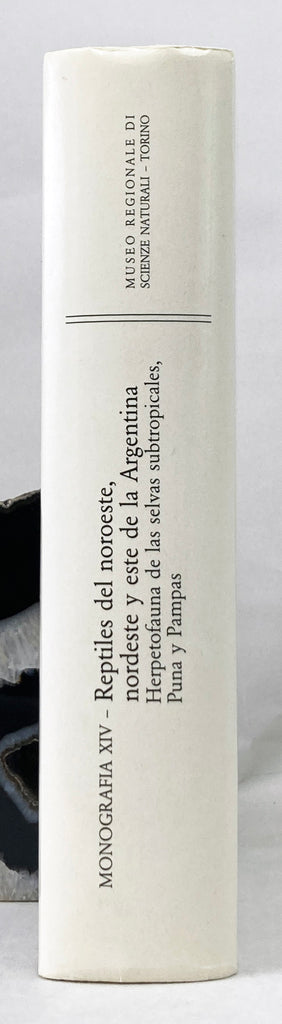 MONOGRAFIA XIV – Reptiles del noroeste,
nordeste y este de la Argentina
Herpetofauna de las selvas subtropicales,
Puna y Pampas
MUSEO REGIONALE DI
SCIENZE NATURALI – TORINO